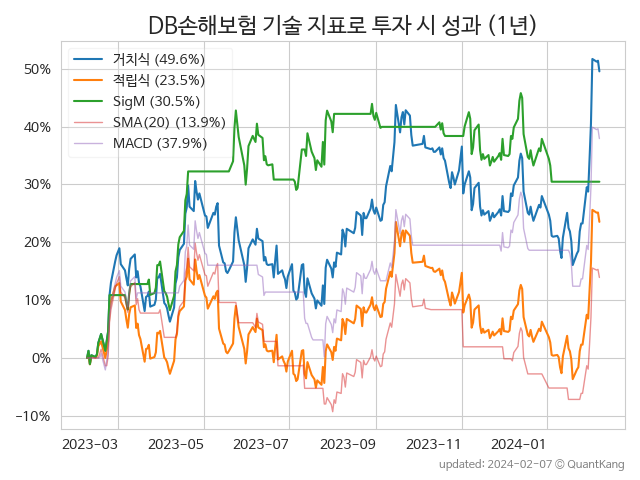 DB손해보험 기술 지표로 투자 시 성과 (1년)
거치식 (49.6%)
적립식 (23.5%)
SigM (30.5%)
SMA(20) (13.9%)
MACD (37.9%)
50%
40%
30%
20%
10%
0%
−10%
2023-03 2023-05 2023-07 2023-09 2023-11 2024-01
updated: 2024-02-07 © QuantKang